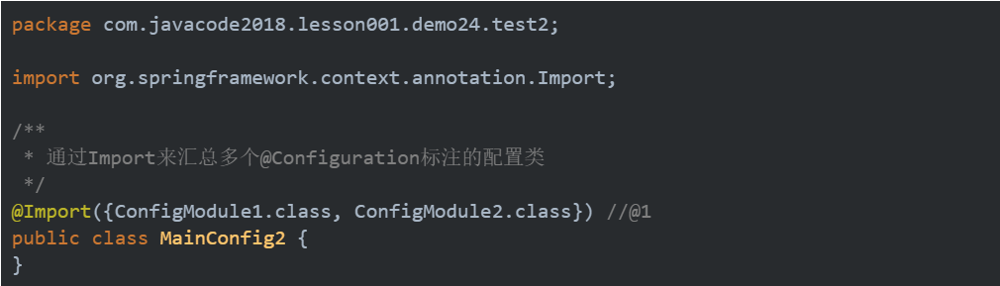 package com.javacode2018.lesson001.demo24.test2;
import org.springframework.context.annotation.Import;
/**
 * 通过Import来汇总多个@Configuration标注的配置类
 */
@Import({ConfigModule1.class, ConfigModule2.class}) //@1
public class MainConfig2 {
}